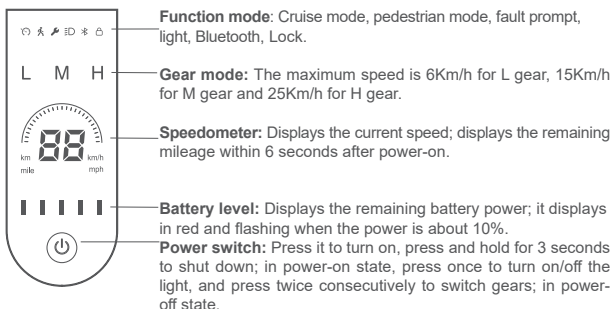 Function mode: Cruise mode, pedestrian mode, fault prompt,
light, Bluetooth, Lock.
L M H
Gear mode: The maximum speed is 6Km/h for L gear, 15Km/h
for M gear and 25Km/h for H gear.
Speedometer: Displays the current speed; displays the remaining
mileage within 6 seconds after power-on.
88
km km/h
mile mph
Battery level: Displays the remaining battery power; it displays
in red and flashing when the power is about 10%.
Power switch: Press it to turn on, press and hold for 3 seconds
to shut down; in power-on state, press once to turn on/off the
light, and press twice consecutively to switch gears; in power-
off state.